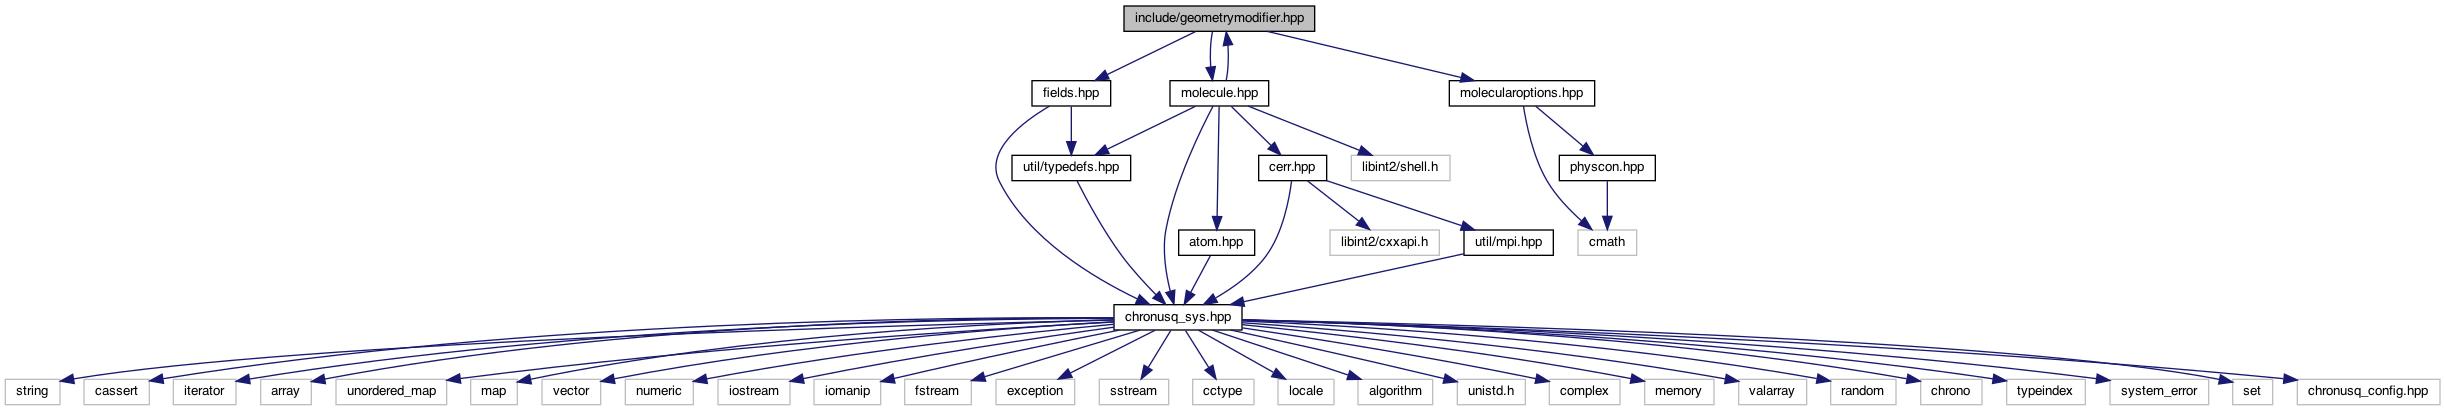 include/geometrymodifier.hpp
fields.hpp
molecule.hpp
molecularoptions.hpp
util/typedefs.hpp
cerr.hpp
libint2/shell.h
physcon.hpp
atom.hpp
libint2/cxxapi.h
util/mpi.hpp
cmath
chronusq_sys.hpp
string
cassert
iterator
array
unordered_map
map
vector
numeric
iostream
iomanip
fstream
exception
sstream
cctype
locale
algorithm
unistd.h
complex
memory
valarray
random
chrono
typeindex
system_error
set
chronusq_config.hpp